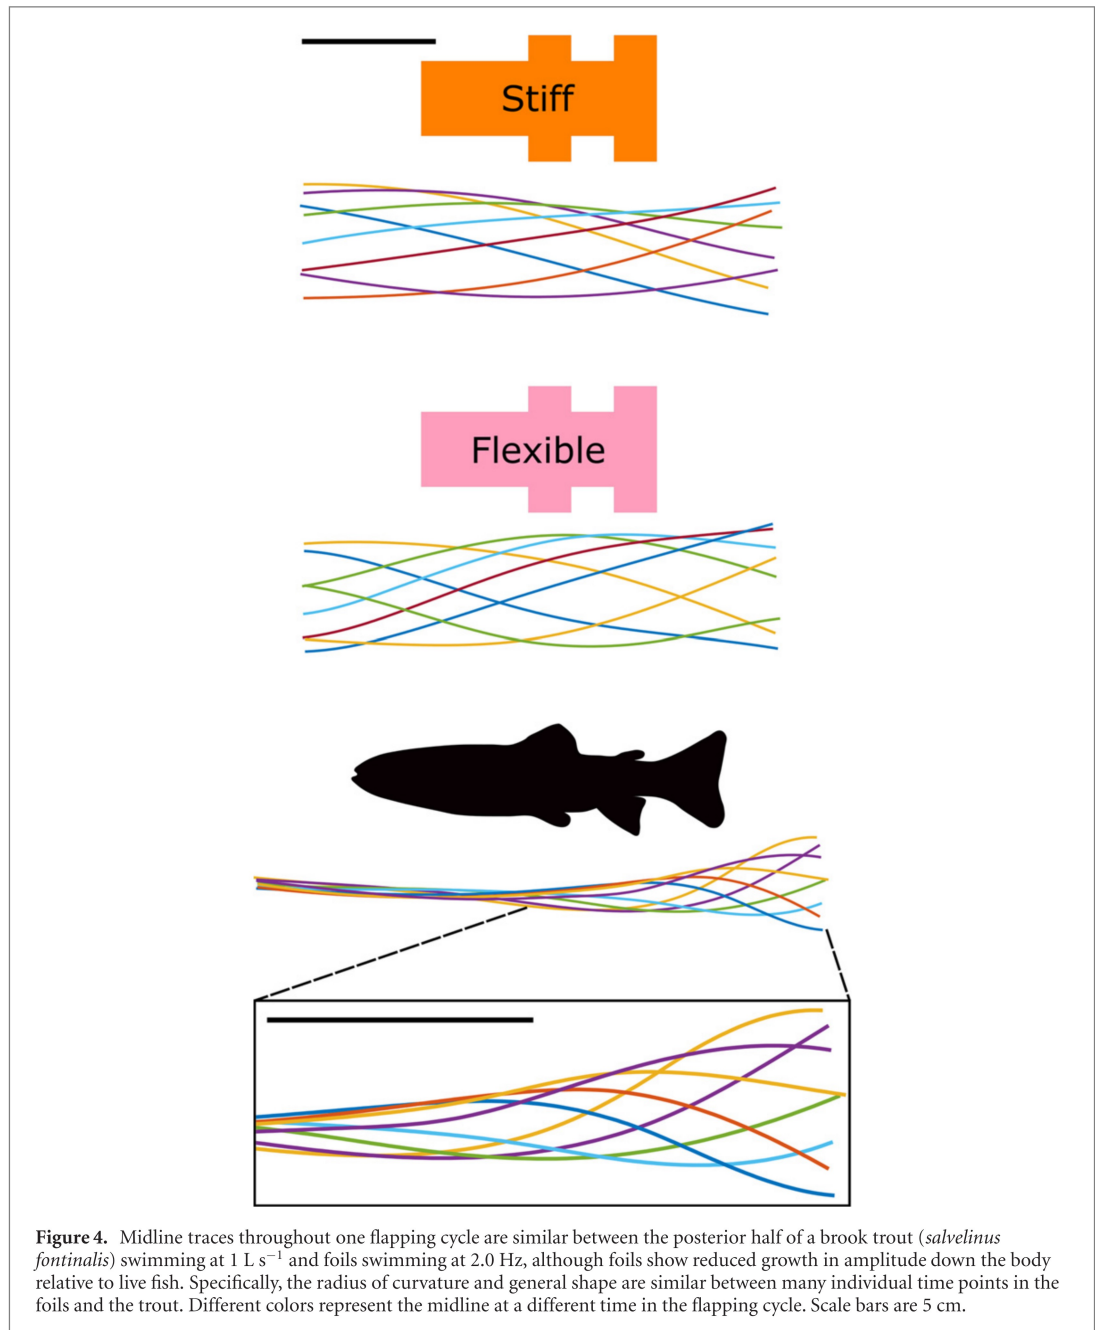 Stiff
Flexible
Figure 4. Midline traces throughout one flapping cycle are similar between the posterior half of a brook trout (salvelinus
fontinalis) swimming at 1 L s−1 and foils swimming at 2.0 Hz, although foils show reduced growth in amplitude down the body
relative to live fish. Specifically, the radius of curvature and general shape are similar between many individual time points in the
foils and the trout. Different colors represent the midline at a different time in the flapping cycle. Scale bars are 5 cm.